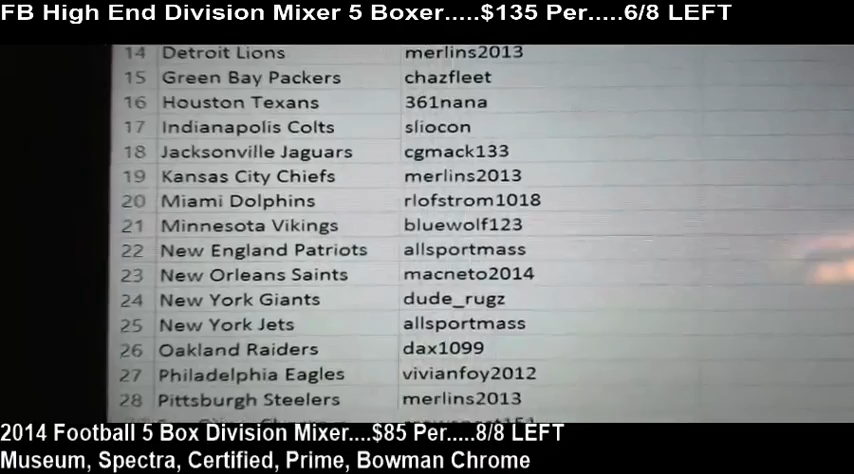 FB High End Division Mixer 5 Boxer.....$135 Per.....6/8 LEFT
14 Detroit Lions merlins2013
15 Green Bay Packers chazfleet
16 Houston Texans 361nana
17 Indianapolis Colts sliocon
18 Jacksonville Jaguars cgmack133
19 Kansas City Chiefs merlins2013
20 Miami Dolphins rlofstrom1018
21 Minnesota Vikings bluewolf123
22 New England Patriots allsportmass
23 New Orleans Saints macneto2014
24 New York Giants dude_rugz
25 New York Jets allsportmass
26 Oakland Raiders dax1099
27 Philadelphia Eagles vivianfoy2012
28 Pittsburgh Steelers merlins2013
2014 Football 5 Box Division Mixer....$85 Per.....8/8 LEFT
Museum, Spectra, Certified, Prime, Bowman Chrome